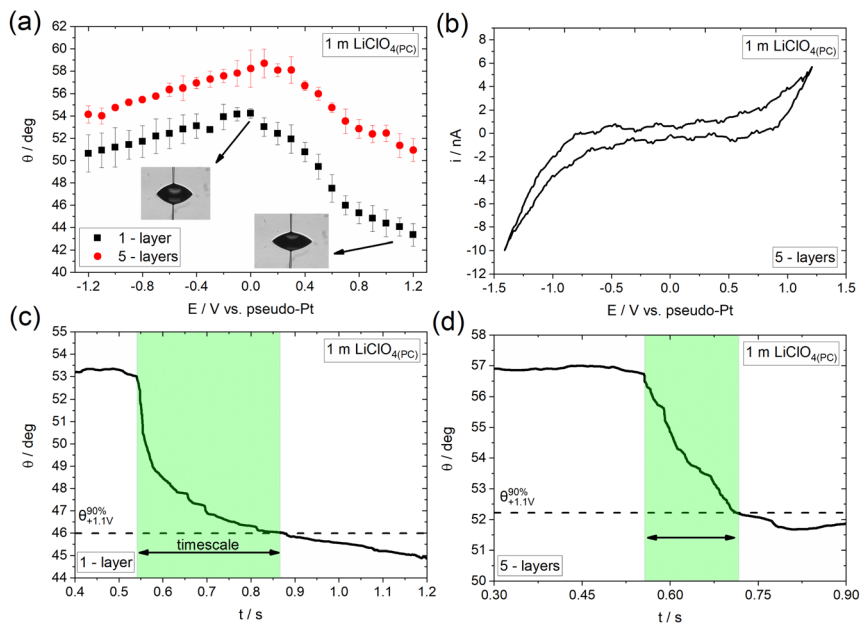 (a)
60
58
56
54
52
50
48
46
44
42
40
θ / deg
1 m LiClO4(PC)
1 - layer
5 - layers
-1.2 -0.8 -0.4 0.0 0.4 0.8 1.2
E / V vs. pseudo-Pt
(b)
12
10
8
6
4
2
0
-2
-4
-6
-8
-10
-12
i / nA
1 m LiClO4(PC)
5 - layers
-1.5 -1.0 -0.5 0.0 0.5 1.0 1.5
E / V vs. pseudo-Pt
(c)
55
54
53
52
51
50
49
48
47
46
45
44
θ / deg
1 m LiClO4(PC)
θ90%+1.1V
timescale
1 - layer
0.4 0.5 0.6 0.7 0.8 0.9 1.0 1.1 1.2
t / s
(d)
58
57
56
55
54
53
52
51
50
θ / deg
1 m LiClO4(PC)
θ90%+1.1V
5 - layers
0.30 0.45 0.60 0.75 0.90
t / s